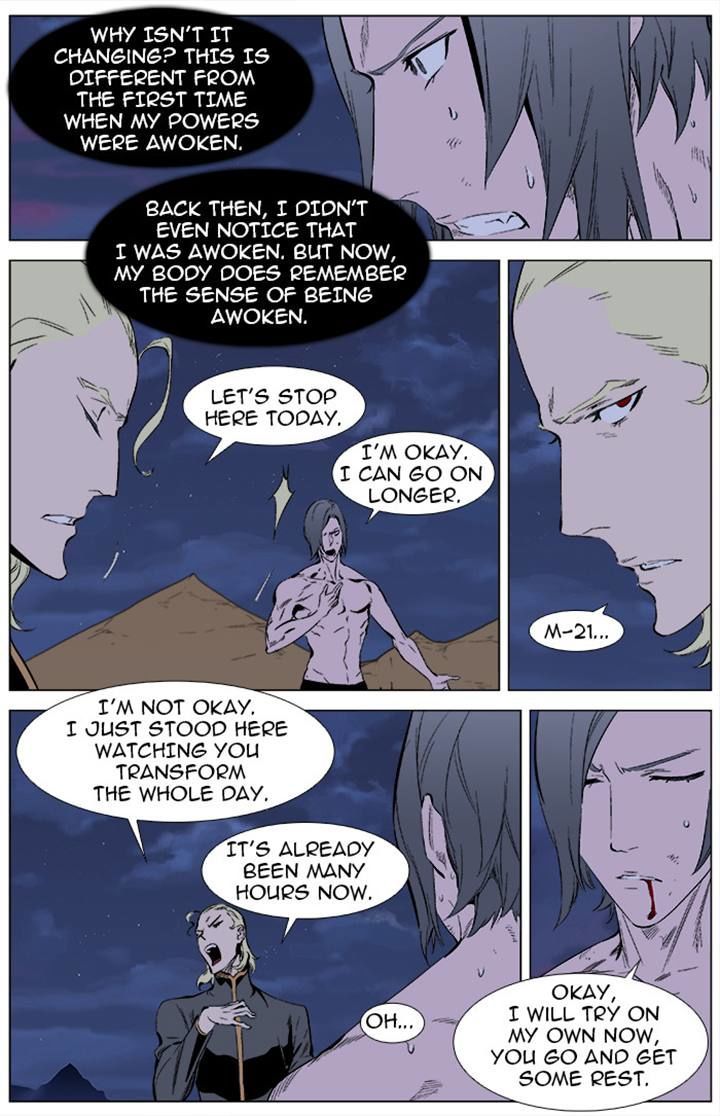 WHY ISN'T IT
CHANGING? THIS IS
DIFFERENT FROM
THE FIRST TIME
WHEN MY POWERS
WERE AWOKEN.
BACK THEN, I DIDN'T
EVEN NOTICE THAT
I WAS AWOKEN. BUT NOW,
MY BODY DOES REMEMBER
THE SENSE OF BEING
AWOKEN.
LET'S STOP
HERE TODAY.
I'M OKAY.
I CAN GO ON
LONGER.
M-21...
I'M NOT OKAY.
I JUST STOOD HERE
WATCHING YOU
TRANSFORM
THE WHOLE DAY.
IT'S ALREADY
BEEN MANY
HOURS NOW.
OH...
OKAY,
I WILL TRY ON
MY OWN NOW,
YOU GO AND GET
SOME REST.